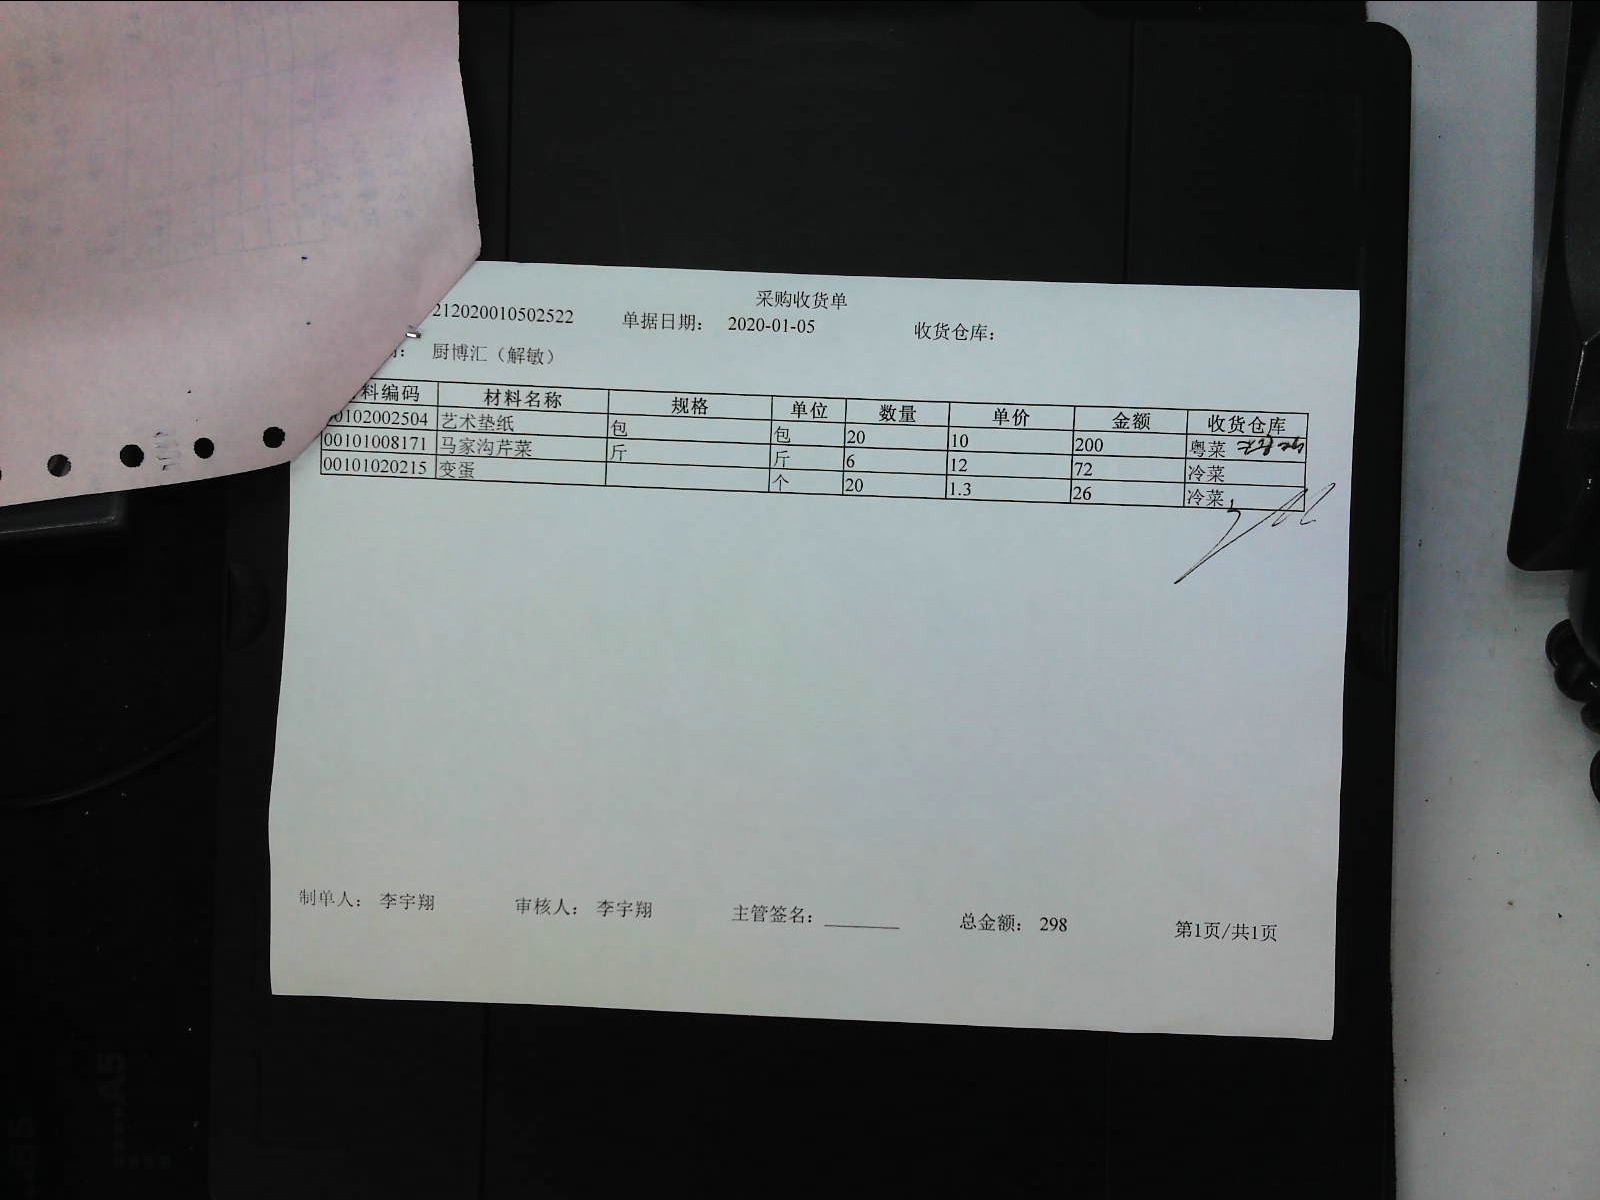 采购收货单
212020010502522 单据日期： 2020-01-05 收货仓库：
厨博汇（解敏）
料编码 材料名称 规格 单位 数量 单价 金额 收货仓库
00102002504 艺术垫纸 包 包 20 10 200 粤菜
00101008171 马家沟芹菜 斤 斤 6 12 72 冷菜
00101020215 变蛋 个 20 1.3 26 冷菜
制单人： 李宇翔 审核人： 李宇翔 主管签名： 总金额： 298 第1页/共1页